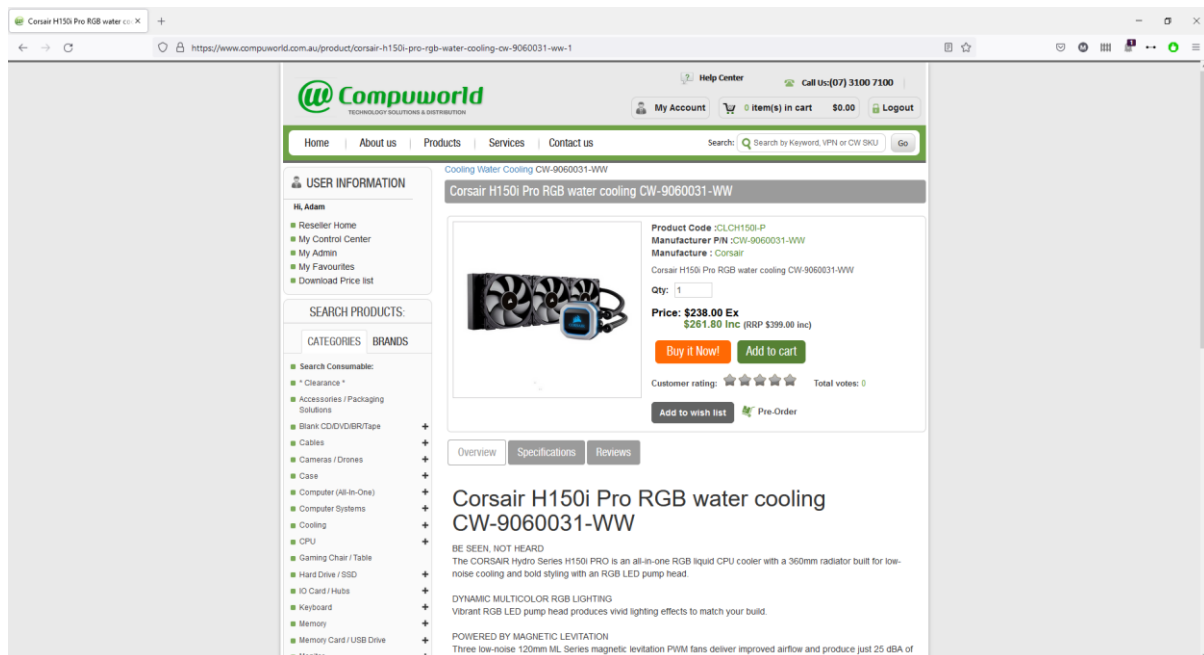 Corsair H150i Pro RGB water co
https://www.compuworld.com.au/product/corsair-h150i-pro-rgb-water-cooling-cw-9060031-ww-1
Compuworld
TECHNOLOGY SOLUTIONS & DISTRIBUTION
Help Center
Call Us:(07) 3100 7100
My Account
0 item(s) in cart $0.00
Logout
Home
About us
Products
Services
Contact us
Search:
Search by Keyword, VPN or CW SKU
Go
USER INFORMATION
Hi, Adam
Reseller Home
My Control Center
My Admin
My Favourites
Download Price list
SEARCH PRODUCTS:
CATEGORIES
BRANDS
Search Consumable:
* Clearance *
Accessories / Packaging
Solutions
Blank CD/DVD/BR/Tape
Cables
Cameras / Drones
Case
Computer (All-In-One)
Computer Systems
Cooling
CPU
Gaming Chair / Table
Hard Drive / SSD
IO Card / Hubs
Keyboard
Memory
Memory Card / USB Drive
Cooling Water Cooling CW-9060031-WW
Corsair H150i Pro RGB water cooling CW-9060031-WW
Product Code :CLCH150I-P
Manufacturer P/N :CW-9060031-WW
Manufacture : Corsair
Corsair H150i Pro RGB water cooling CW-9060031-WW
Qty: 1
Price: $238.00 Ex
$261.80 Inc (RRP $399.00 inc)
Buy it Now!
Add to cart
Customer rating:
Total votes: 0
Add to wish list
Pre-Order
Overview
Specifications
Reviews
Corsair H150i Pro RGB water cooling
CW-9060031-WW
BE SEEN, NOT HEARD
The CORSAIR Hydro Series H150i PRO is an all-in-one RGB liquid CPU cooler with a 360mm radiator built for low-
noise cooling and bold styling with an RGB LED pump head.
DYNAMIC MULTICOLOR RGB LIGHTING
Vibrant RGB LED pump head produces vivid lighting effects to match your build.
POWERED BY MAGNETIC LEVITATION
Three low-noise 120mm ML Series magnetic levitation PWM fans deliver improved airflow and produce just 25 dBA of